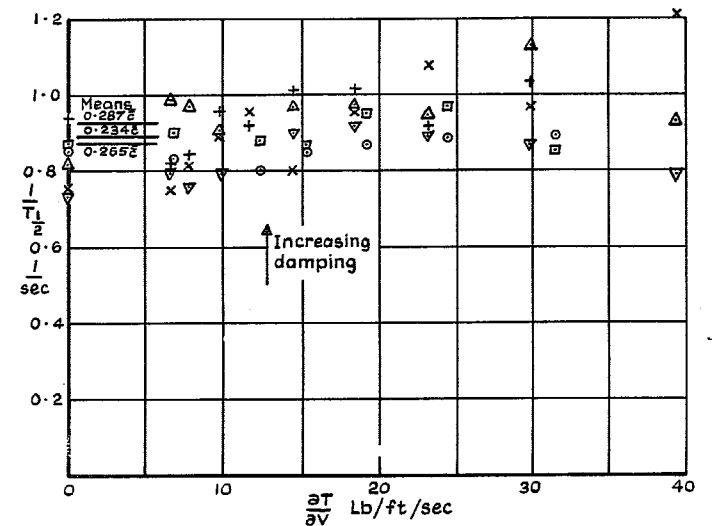 1·2
1·0
Means
0·287c̄
0·234c̄
0·265c̄
0·8
1
T½
0·6
1
sec
Increasing
damping
0·4
0·2
0
10
20
30
40
∂T
∂V
Lb/ft/sec